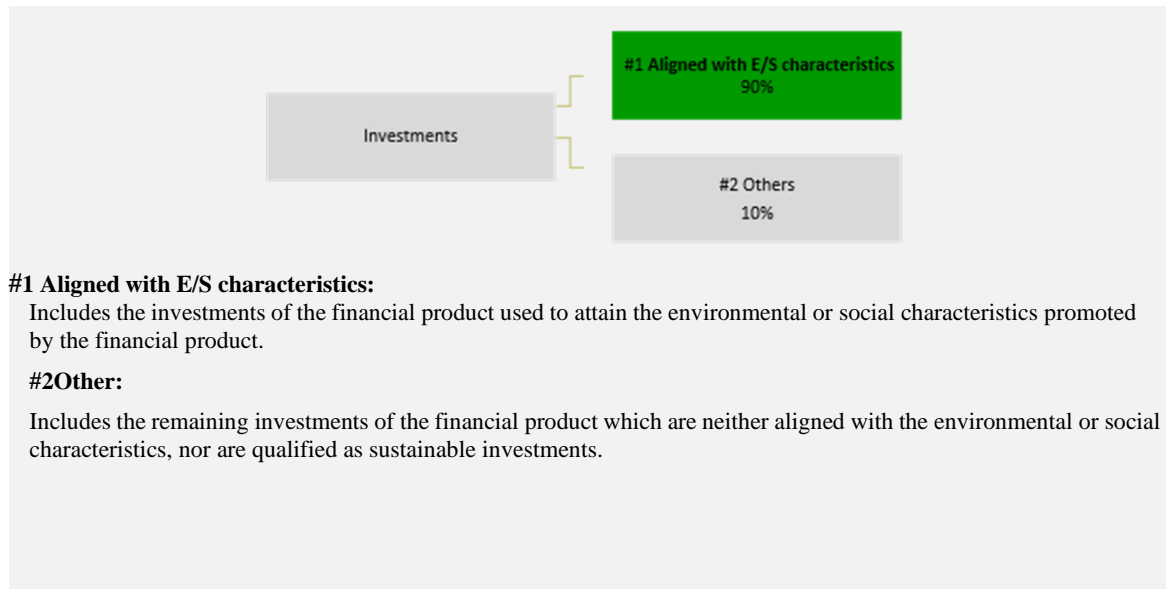 #1 Aligned with E/S characteristics
90%
Investments
#2 Others
10%
#1 Aligned with E/S characteristics:
Includes the investments of the financial product used to attain the environmental or social characteristics promoted
by the financial product.
#2Other:
Includes the remaining investments of the financial product which are neither aligned with the environmental or social
characteristics, nor are qualified as sustainable investments.